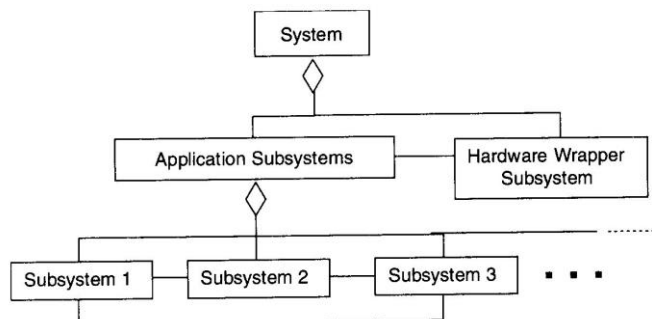 System
Application Subsystems
Hardware Wrapper
Subsystem
Subsystem 1
Subsystem 2
Subsystem 3